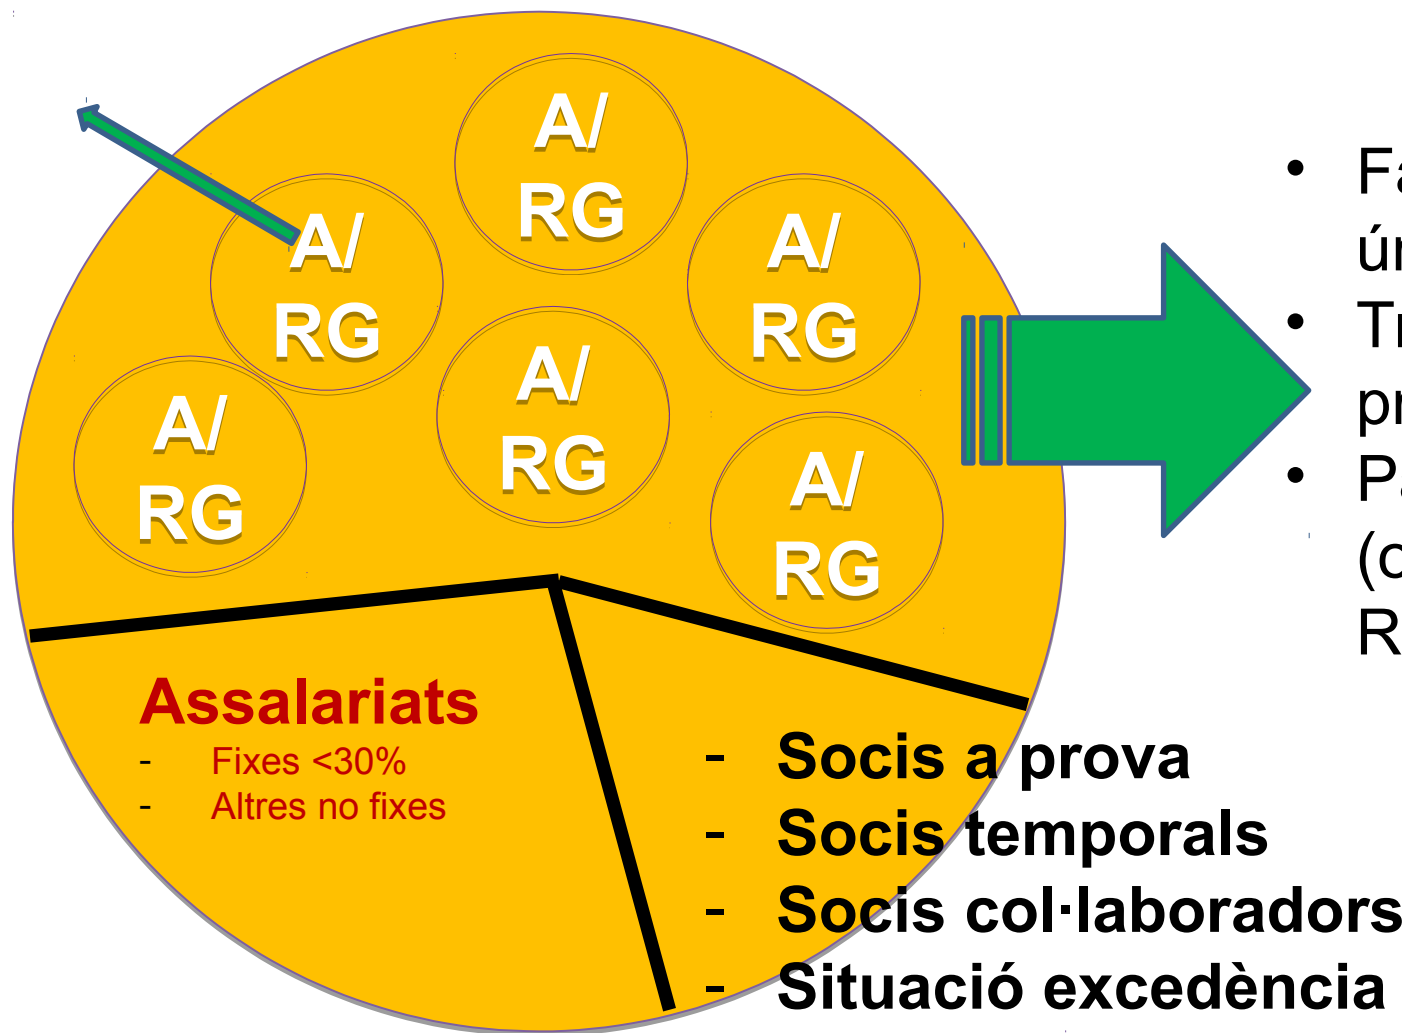 A/
RG
A/
RG
A/
RG
A/
RG
A/
RG
A/
RG
Assalariats
- Fixes <30%
- Altres no fixes
- Socis a prova
- Socis temporals
- Socis col·laboradors
- Situació excedència